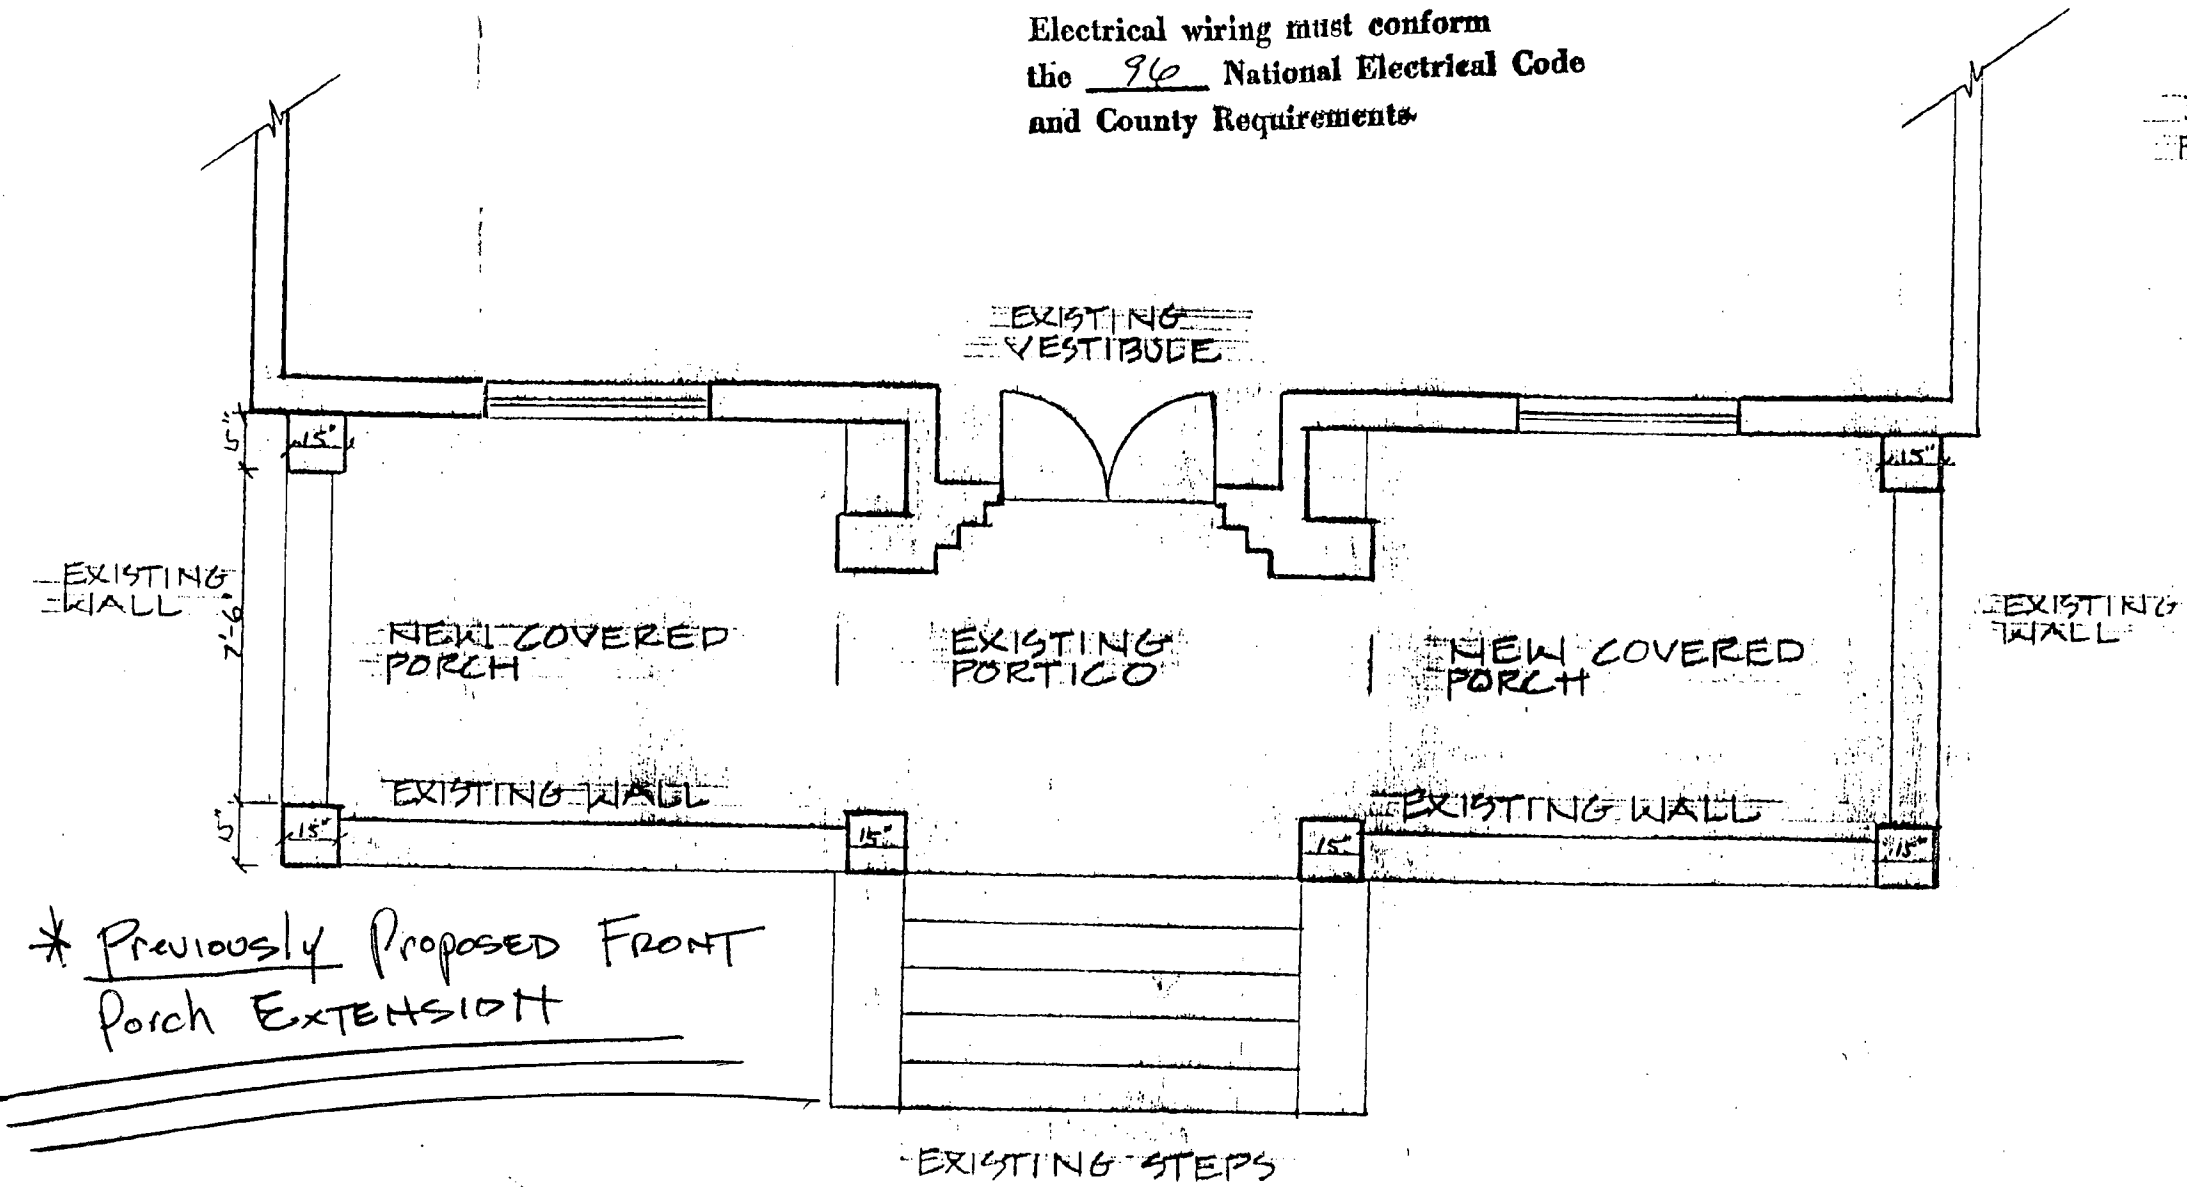 Electrical wiring must conform
the 96 National Electrical Code
and County Requirements
EXISTING
VESTIBULE
15"
15"
15"
EXISTING
WALL
7'-6"
EXISTING
WALL
NEW COVERED
PORCH
EXISTING
PORTICO
NEW COVERED
PORCH
EXISTING WALL
EXISTING WALL
15"
15"
15"
15"
15"
* Previously Proposed FRONT
Porch EXTENSION
EXISTING STEPS